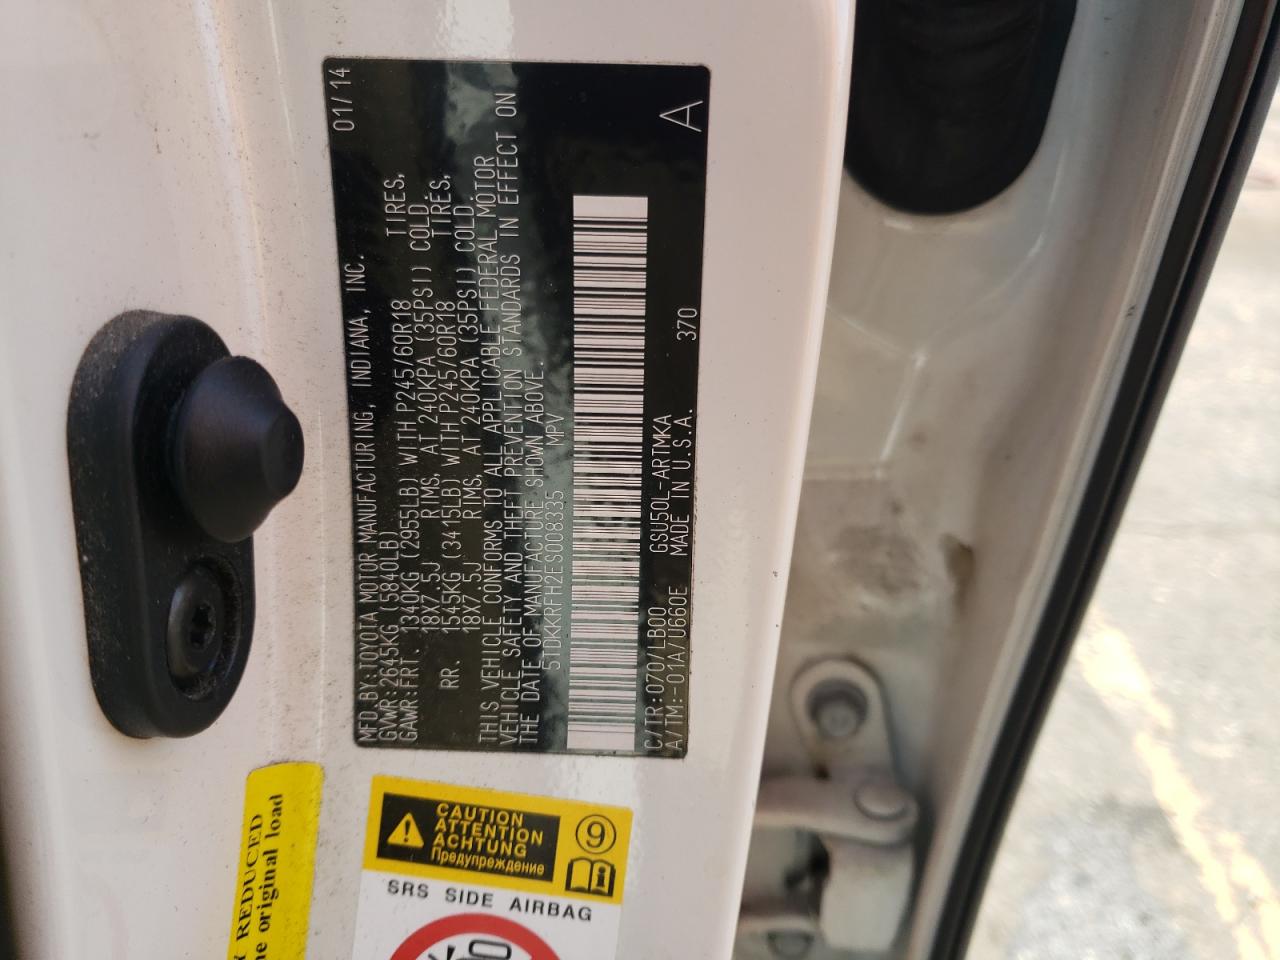 01/14
MFD.BY:TOYOTA MOTOR MANUFACTURING, INDIANA, INC.
GVWR:2645KG (5840LB)
GAWR:FRT. 1340KG (2955LB) WITH P245/60R18 TIRES,
18X7.5J RIMS, AT 240KPA (35PSI) COLD.
RR. 1545KG (3415LB) WITH P245/60R18 TIRES,
18X7.5J RIMS, AT 240KPA (35PSI) COLD.
THIS VEHICLE CONFORMS TO ALL APPLICABLE FEDERAL MOTOR
VEHICLE SAFETY AND THEFT PREVENTION STANDARDS IN EFFECT ON
THE DATE OF MANUFACTURE SHOWN ABOVE.
5TDKKRFH2ES008335 MPV
C/TR:070/LB00 GSU50L-ARTMKA
A/TM:-01A/U660E MADE IN U.S.A. 370
A
CAUTION
ATTENTION
ACHTUNG
Предупреждение
9
SRS SIDE AIRBAG
REDUCED
original load